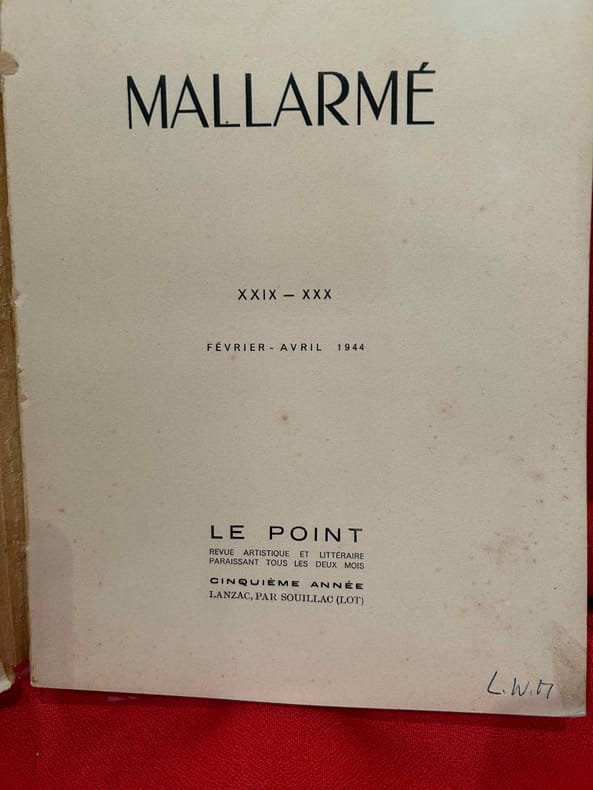 MALLARMÉ
XXIX — XXX
FÉVRIER - AVRIL 1944
LE POINT
REVUE ARTISTIQUE ET LITTÉRAIRE
PARAISSANT TOUS LES DEUX MOIS
CINQUIÈME ANNÉE
LANZAC, PAR SOUILLAC (LOT)
L.W.M